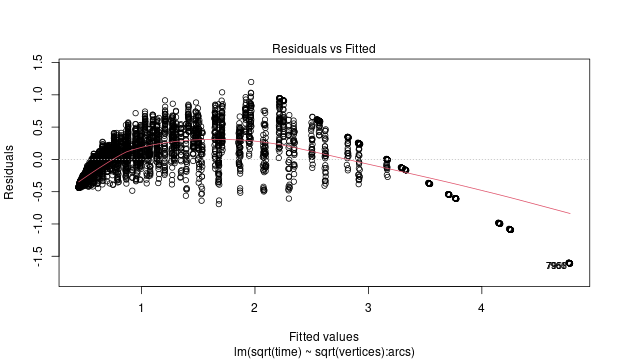 Residuals vs Fitted
Residuals
1.5
1.0
0.5
0.0
-0.5
-1.0
-1.5
1 2 3 4
Fitted values
lm(sqrt(time) ~ sqrt(vertices):arcs)